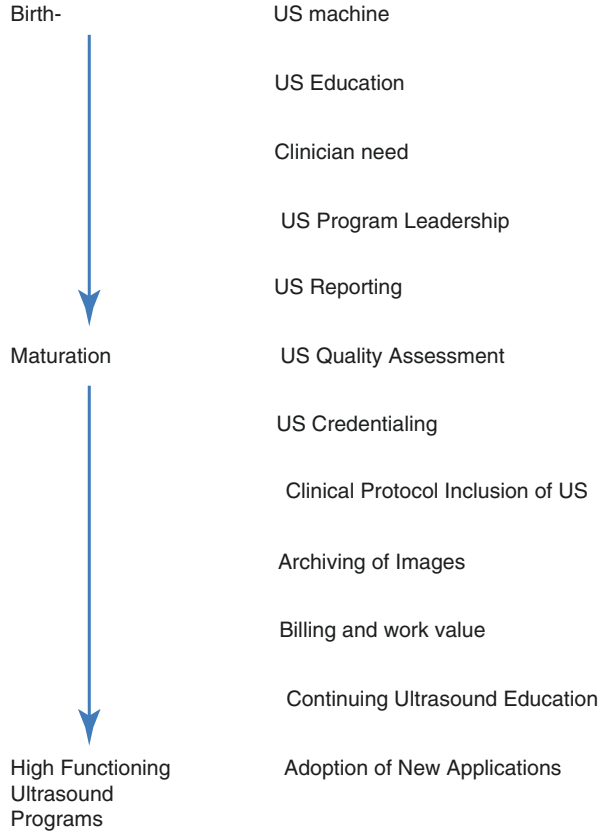 Birth-
US machine
US Education
Clinician need
US Program Leadership
US Reporting
Maturation
US Quality Assessment
US Credentialing
Clinical Protocol Inclusion of US
Archiving of Images
Billing and work value
Continuing Ultrasound Education
High Functioning
Ultrasound
Programs
Adoption of New Applications